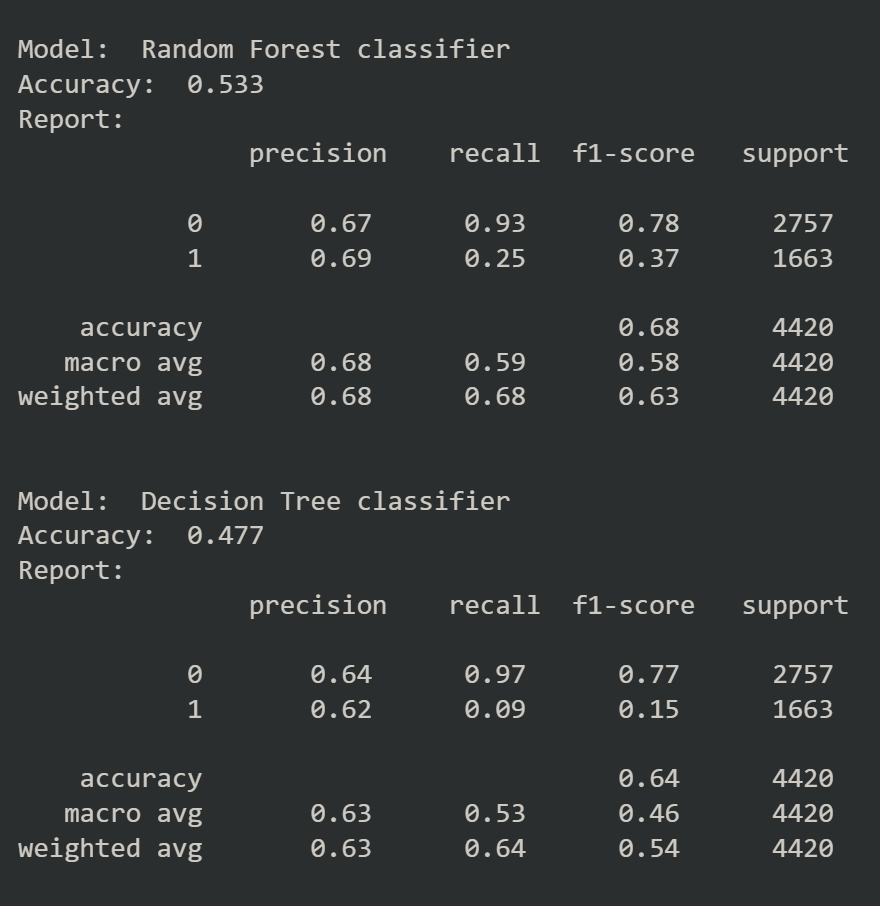 Model:  Random Forest classifier
Accuracy:  0.533
Report:
               precision    recall  f1-score   support

           0       0.67      0.93      0.78      2757
           1       0.69      0.25      0.37      1663

    accuracy                           0.68      4420
   macro avg       0.68      0.59      0.58      4420
weighted avg       0.68      0.68      0.63      4420

Model:  Decision Tree classifier
Accuracy:  0.477
Report:
               precision    recall  f1-score   support

           0       0.64      0.97      0.77      2757
           1       0.62      0.09      0.15      1663

    accuracy                           0.64      4420
   macro avg       0.63      0.53      0.46      4420
weighted avg       0.63      0.64      0.54      4420